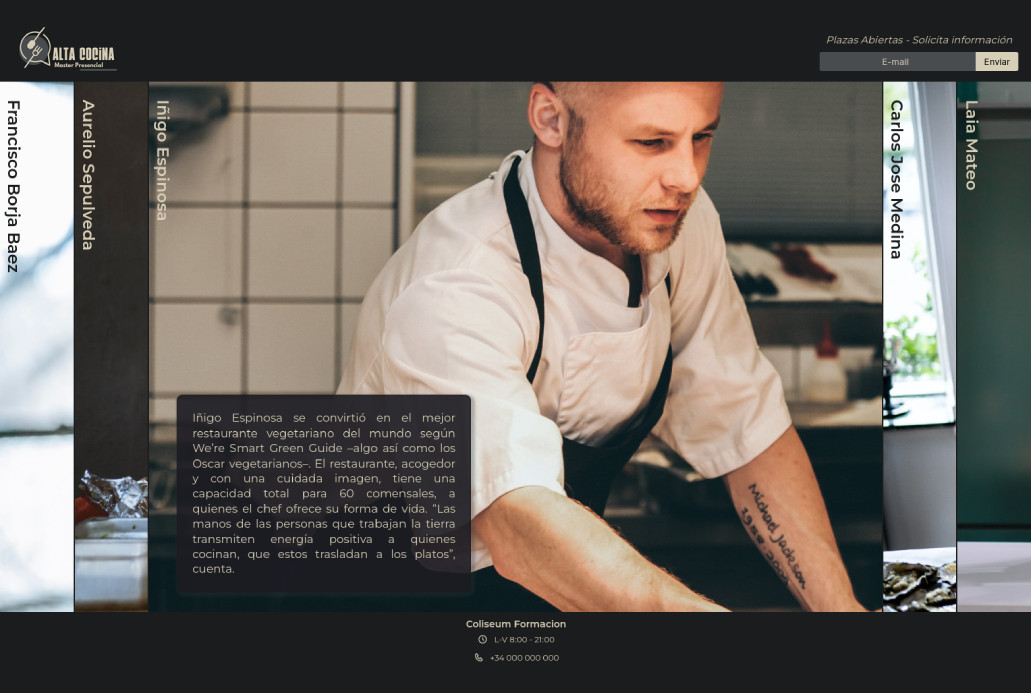 ALTA COCINA
Master Presencial
Plazas Abiertas - Solicita información
E-mail
Enviar
Francisco Borja Baez
Aurelio Sepulveda
Iñigo Espinosa
Carlos Jose Medina
Laia Mateo
Iñigo Espinosa se convirtió en el mejor
restaurante vegetariano del mundo según
We're Smart Green Guide –algo así como los
Oscar vegetarianos–. El restaurante, acogedor
y con una cuidada imagen, tiene una
capacidad total para 60 comensales, a
quienes el chef ofrece su forma de vida. "Las
manos de las personas que trabajan la tierra
transmiten energía positiva a quienes
cocinan, que estos trasladan a los platos",
cuenta.
Michael Jackson
Coliseum Formacion
L-V 8:00 - 21:00
+34 000 000 000